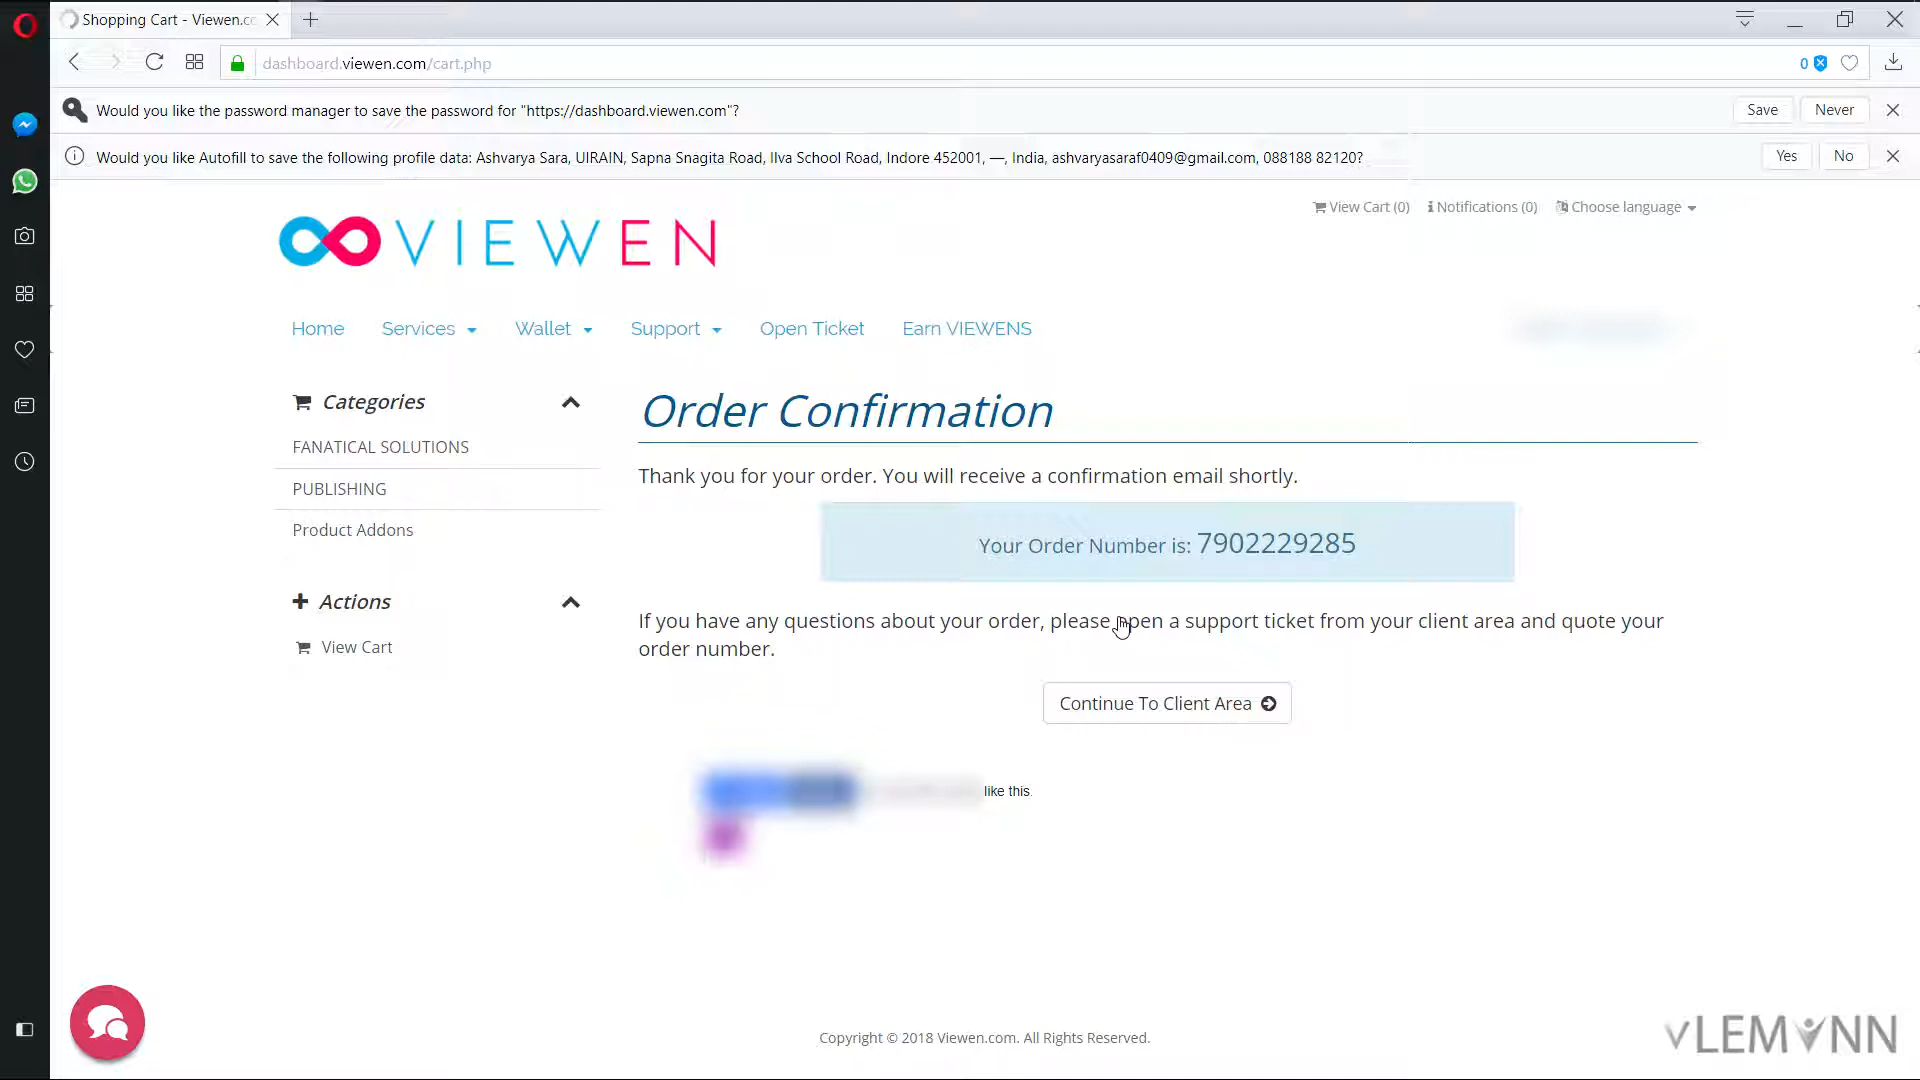 Shopping Cart - Viewen.co
dashboard.viewen.com/cart.php
0
Would you like the password manager to save the password for "https://dashboard.viewen.com"?
Save
Never
Would you like Autofill to save the following profile data: Ashvarya Sara, UIRAIN, Sapna Snagita Road, Ilva School Road, Indore 452001, —, India, ashvaryasaraf0409@gmail.com, 088188 82120?
Yes
No
View Cart (0)
Notifications (0)
Choose language
VIEWEN
Home
Services
Wallet
Support
Open Ticket
Earn VIEWENS
Categories
FANATICAL SOLUTIONS
PUBLISHING
Product Addons
Actions
View Cart
Order Confirmation
Thank you for your order. You will receive a confirmation email shortly.
Your Order Number is: 7902229285
If you have any questions about your order, please open a support ticket from your client area and quote your
order number.
Continue To Client Area
like this.
Copyright © 2018 Viewen.com. All Rights Reserved.
vLEMONN